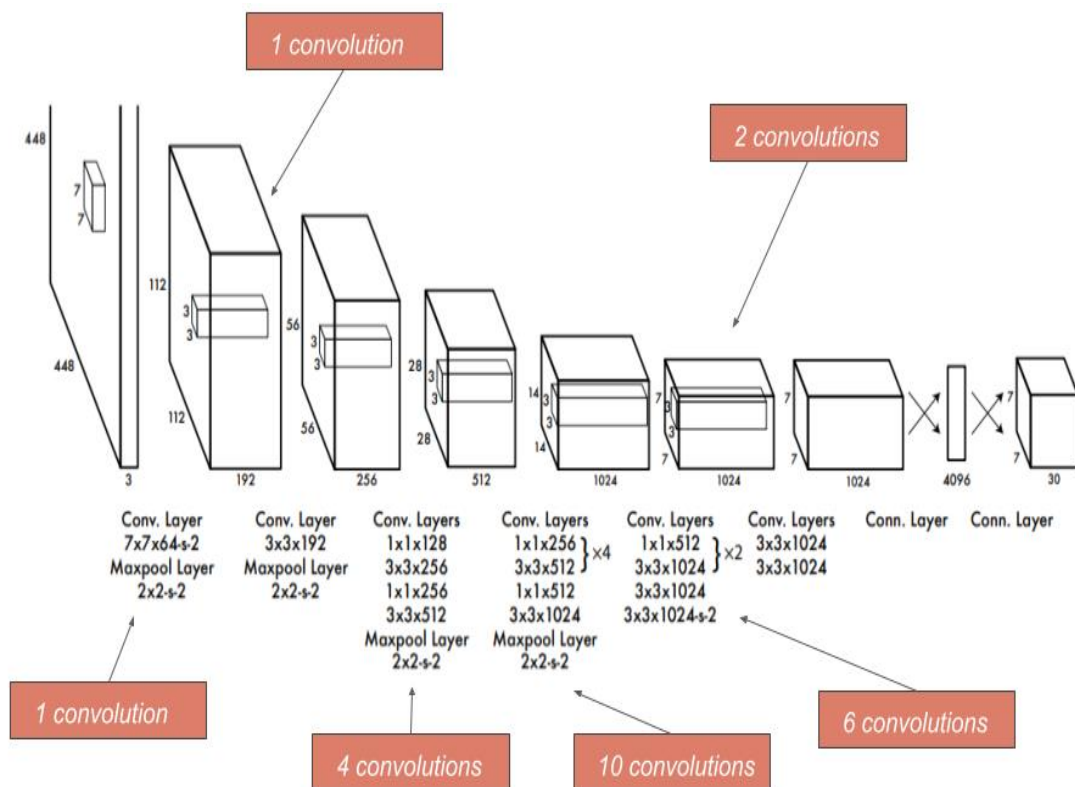 1 convolution
2 convolutions
448
7
7
448
3
112
3
3
112
192
56
3
3
56
256
28
3
3
28
512
14
3
3
14
1024
7
3
3
7
1024
7
7
1024
4096
7
7
30
Conv. Layer
7x7x64-s-2
Maxpool Layer
2x2-s-2
Conv. Layer
3x3x192
Maxpool Layer
2x2-s-2
Conv. Layers
1x1x128
3x3x256
1x1x256
3x3x512
Maxpool Layer
2x2-s-2
Conv. Layers
1x1x256
3x3x512
}×4
1x1x512
3x3x1024
Maxpool Layer
2x2-s-2
Conv. Layers
1x1x512
3x3x1024
}×2
3x3x1024
3x3x1024-s-2
Conv. Layers
3x3x1024
3x3x1024
Conn. Layer
Conn. Layer
1 convolution
4 convolutions
10 convolutions
6 convolutions